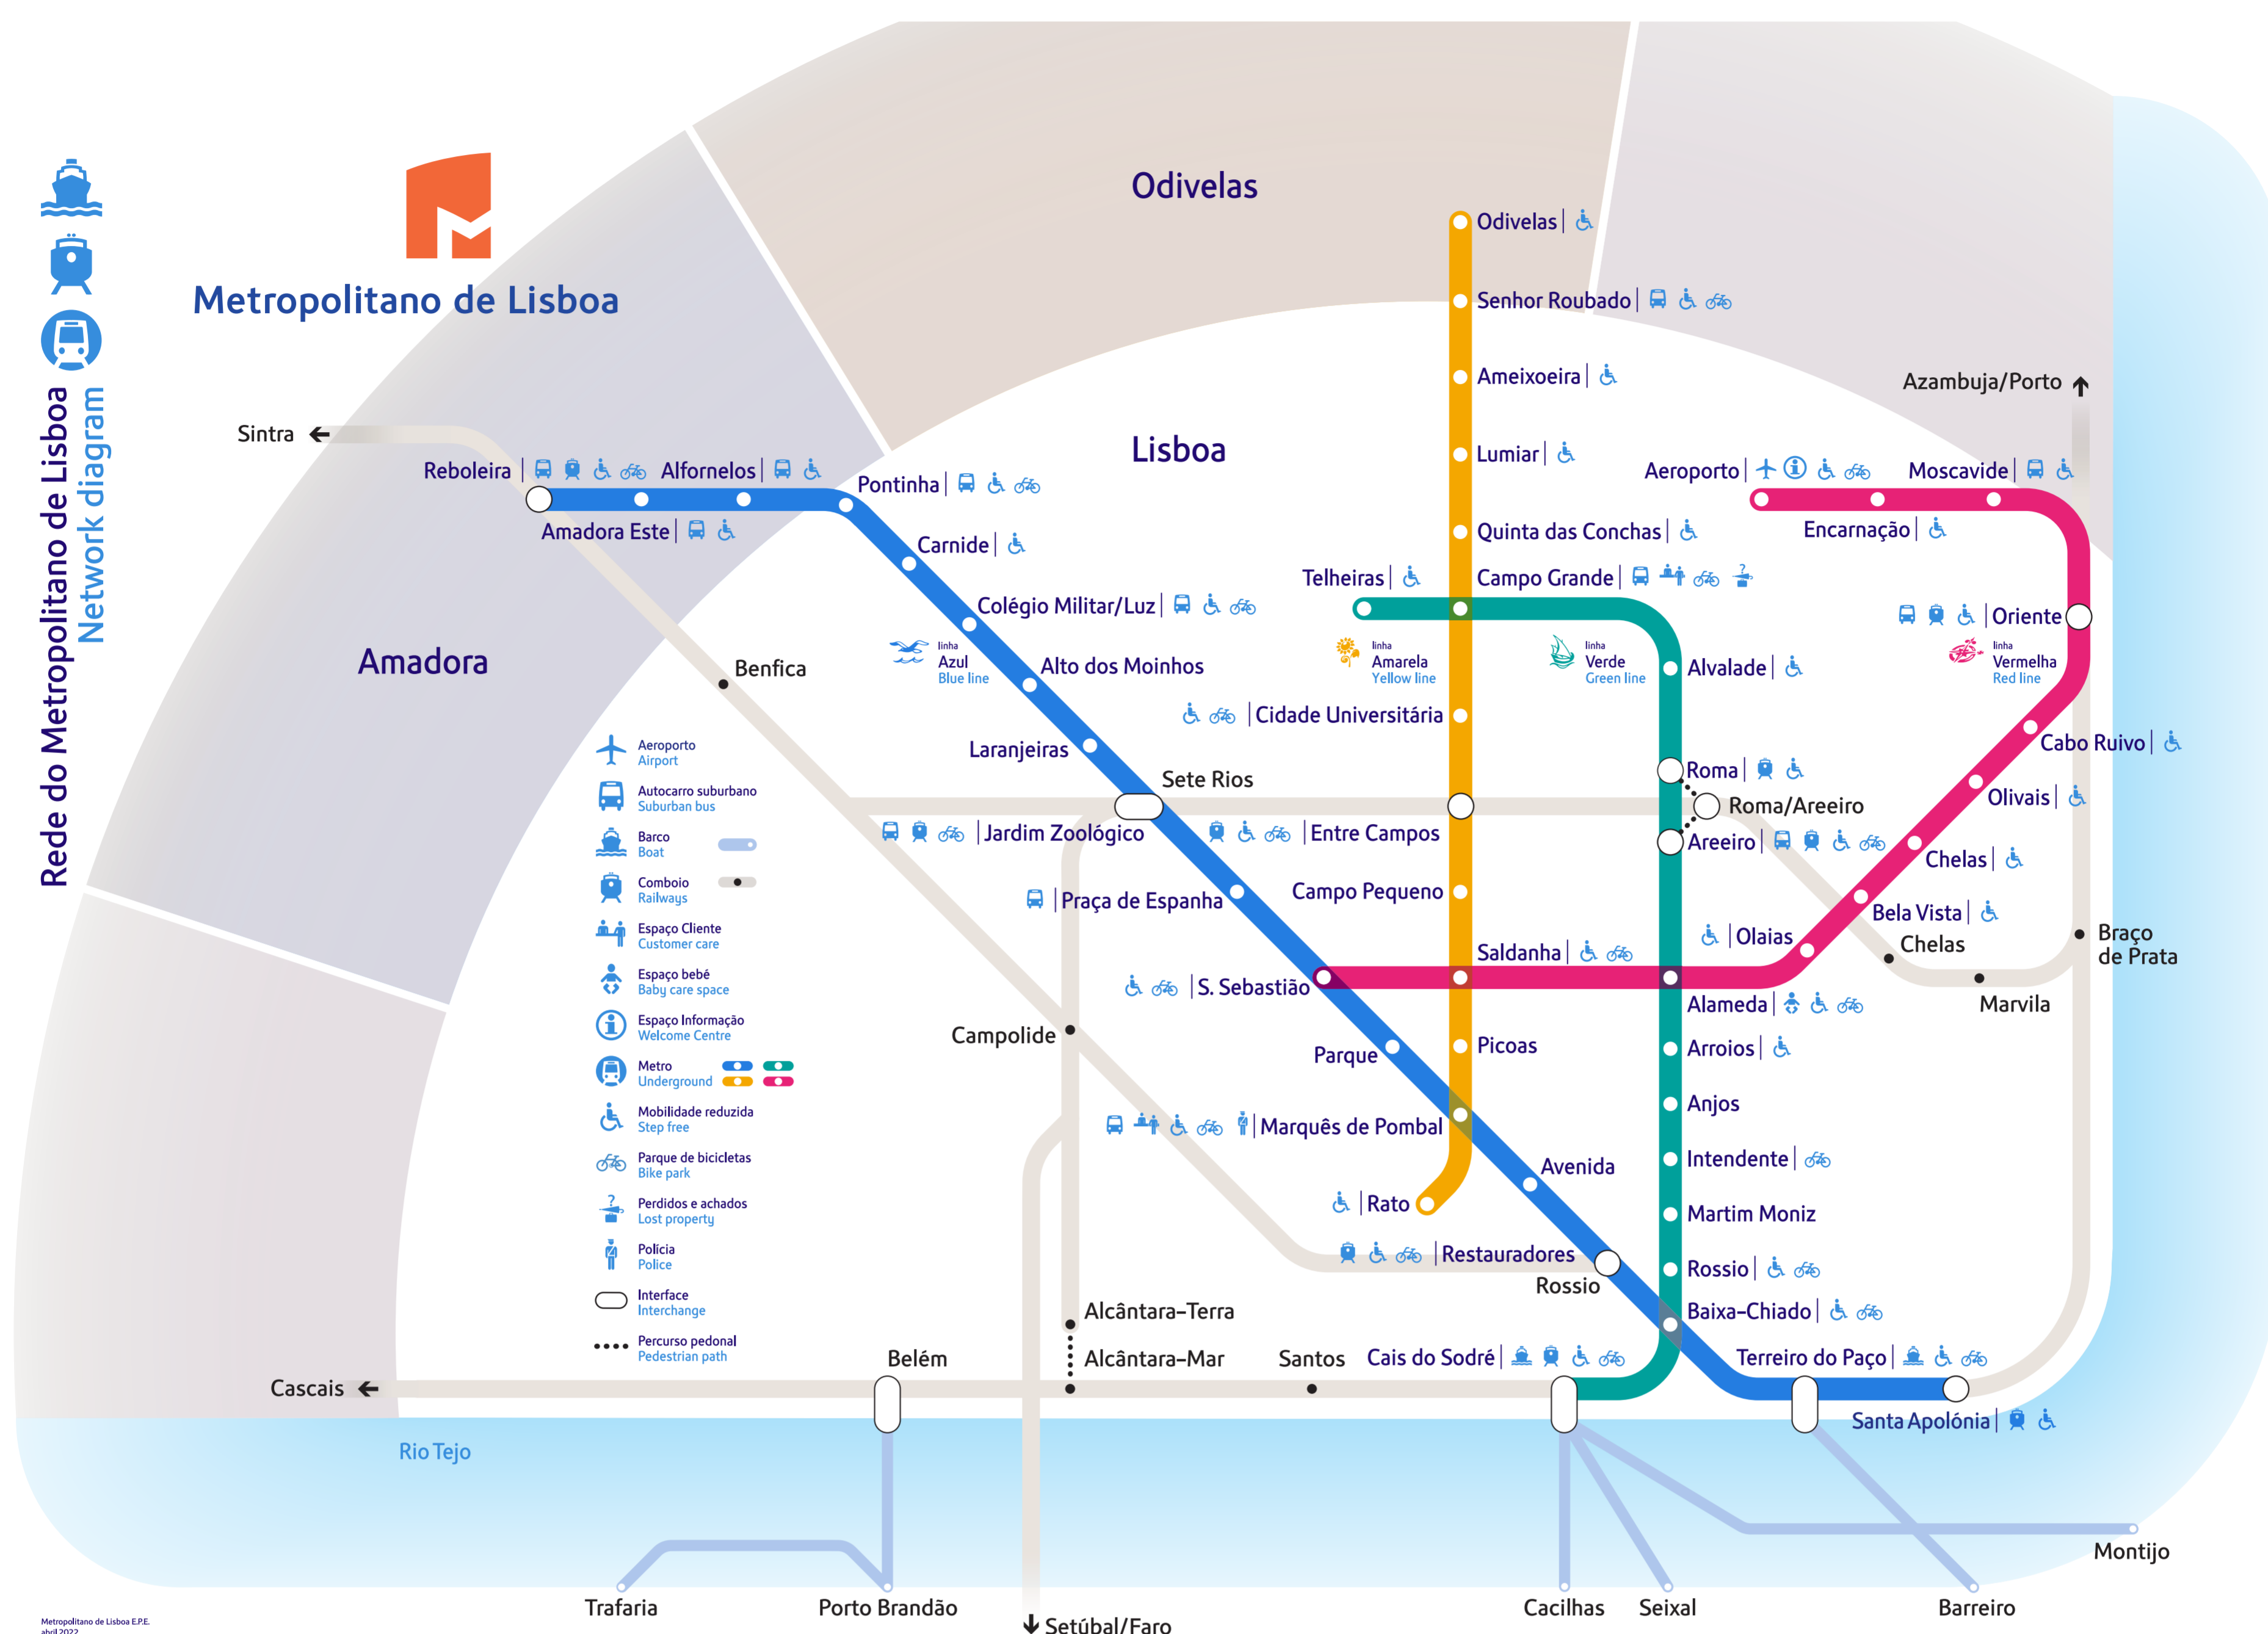 Rede do Metropolitano de Lisboa
Network diagram
Metropolitano de Lisboa
Odivelas
Lisboa
Amadora
Sintra
Azambuja/Porto
Reboleira
Amadora Este
Alfornelos
Pontinha
Carnide
Colégio Militar/Luz
Alto dos Moinhos
Laranjeiras
Sete Rios
Jardim Zoológico
Praça de Espanha
S. Sebastião
Parque
Marquês de Pombal
Avenida
Restauradores
Rossio
Baixa-Chiado
Terreiro do Paço
Santa Apolónia
linha
Azul
Blue line
Odivelas
Senhor Roubado
Ameixoeira
Lumiar
Quinta das Conchas
Campo Grande
Cidade Universitária
Entre Campos
Campo Pequeno
Saldanha
Picoas
Rato
linha
Amarela
Yellow line
Telheiras
Alvalade
Roma
Roma/Areeiro
Areeiro
Alameda
Arroios
Anjos
Intendente
Martim Moniz
Rossio
Cais do Sodré
linha
Verde
Green line
Aeroporto
Encarnação
Moscavide
Oriente
Cabo Ruivo
Olivais
Chelas
Bela Vista
Olaias
linha
Vermelha
Red line
Chelas
Marvila
Braço
de Prata
Benfica
Campolide
Alcântara-Terra
Alcântara-Mar
Santos
Belém
Cascais
Rio Tejo
Trafaria
Porto Brandão
Setúbal/Faro
Cacilhas
Seixal
Barreiro
Montijo
Aeroporto
Airport
Autocarro suburbano
Suburban bus
Barco
Boat
Comboio
Railways
Espaço Cliente
Customer care
Espaço bebé
Baby care space
Espaço Informação
Welcome Centre
Metro
Underground
Mobilidade reduzida
Step free
Parque de bicicletas
Bike park
Perdidos e achados
Lost property
Polícia
Police
Interface
Interchange
Percurso pedonal
Pedestrian path
Metropolitano de Lisboa E.P.E.
abril 2022